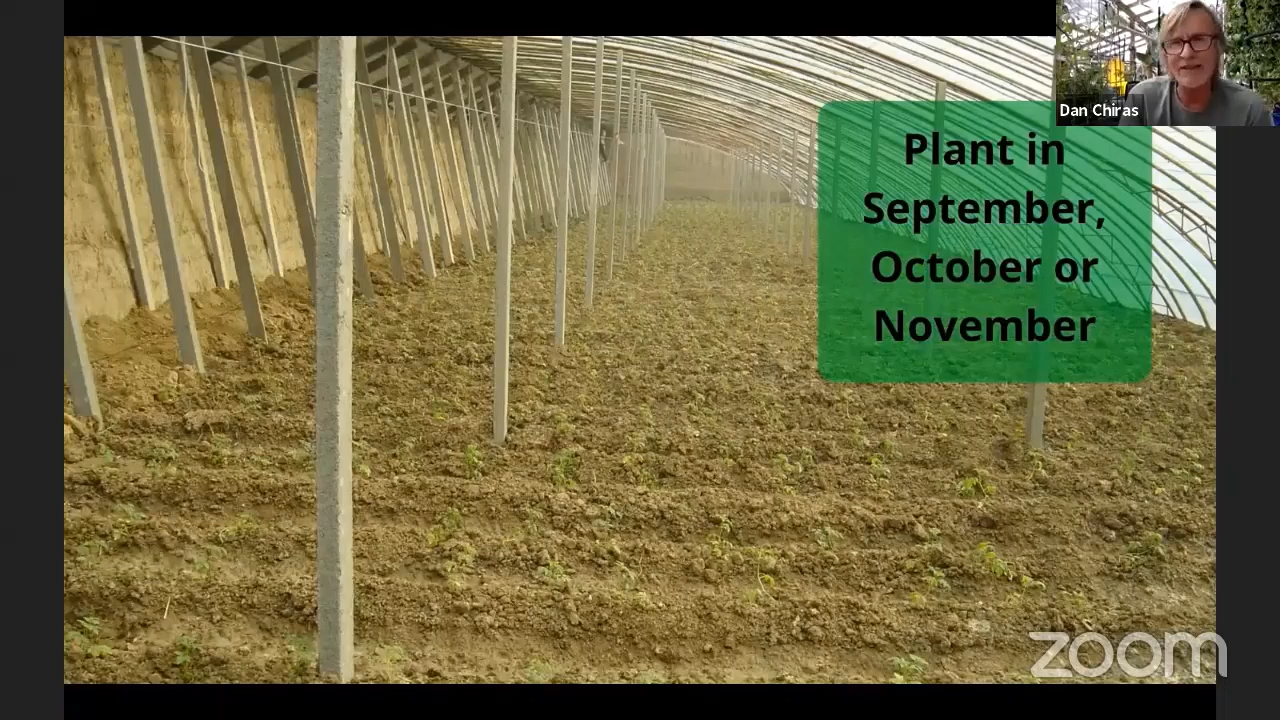 Dan Chiras
Plant in
September,
October or
November
zoom